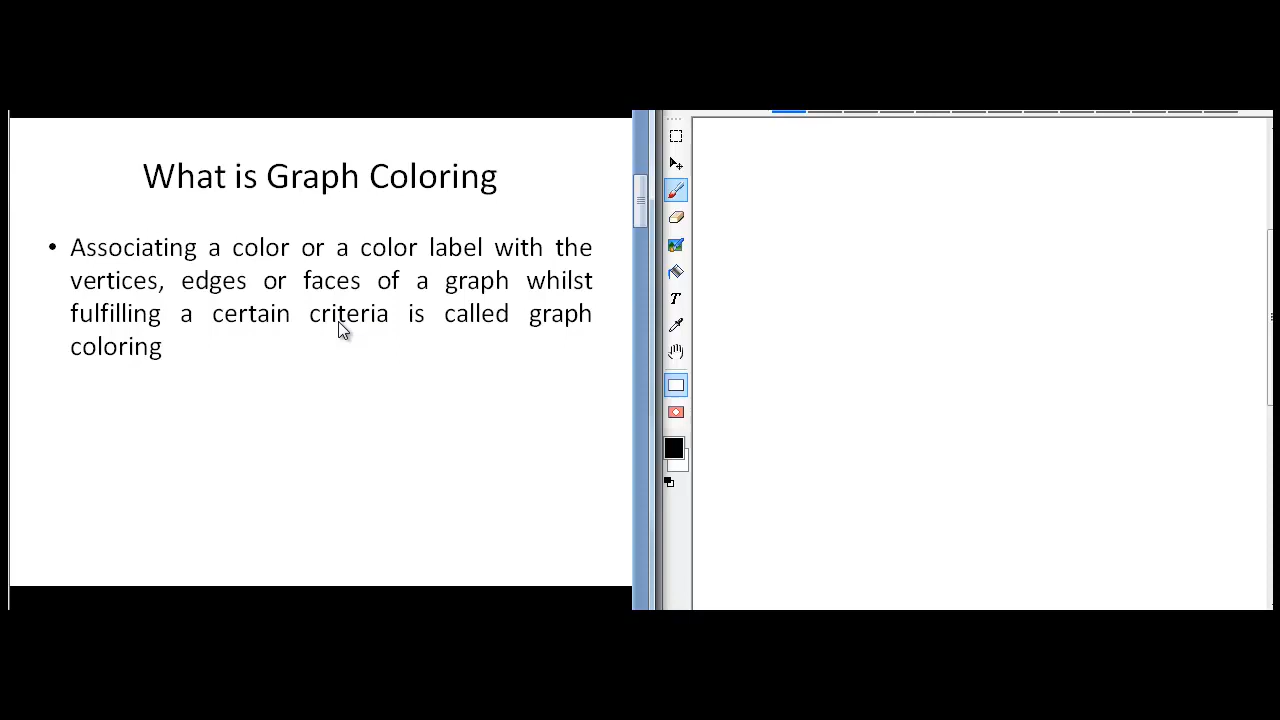 What is Graph Coloring
• Associating a color or a color label with the
vertices, edges or faces of a graph whilst
fulfilling a certain criteria is called graph
coloring
T